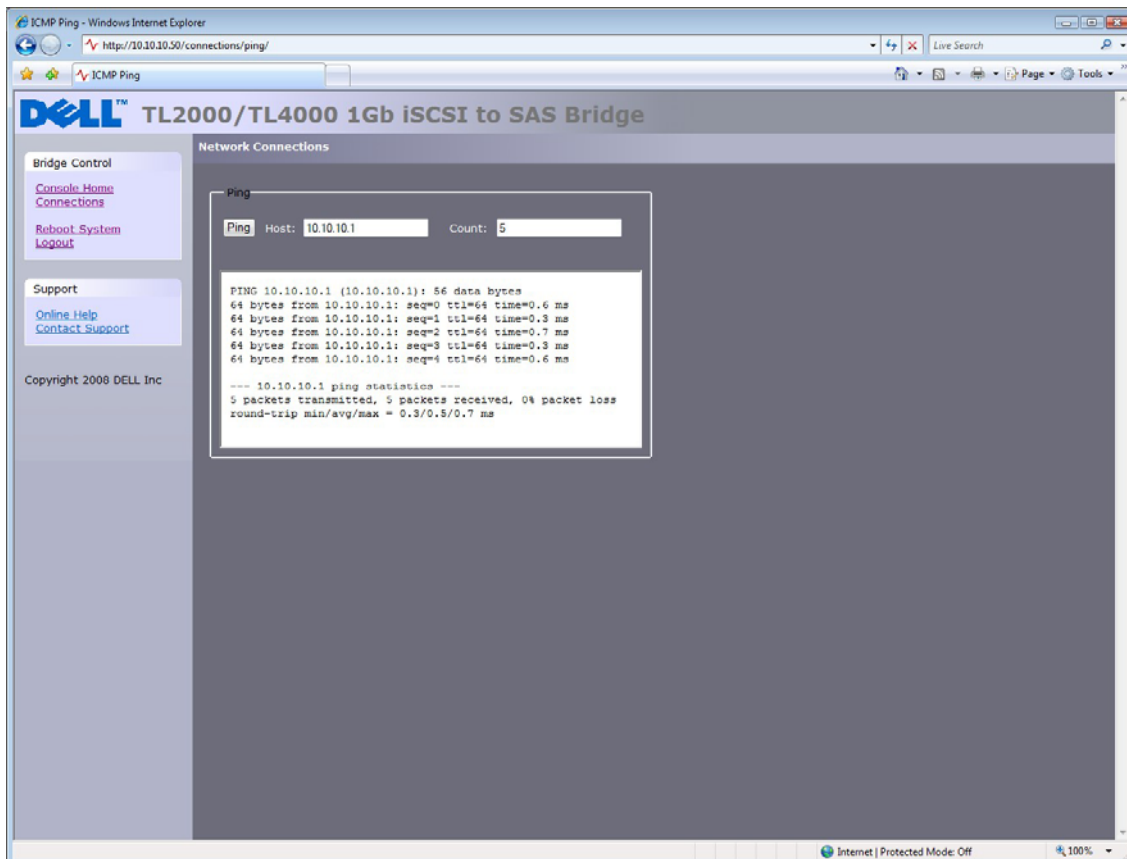 ICMP Ping - Windows Internet Explorer
http://10.10.10.50/connections/ping/
Live Search
ICMP Ping
Page
Tools
DELL™ TL2000/TL4000 1Gb iSCSI to SAS Bridge
Network Connections
Bridge Control
Console Home
Connections
Reboot System
Logout
Support
Online Help
Contact Support
Copyright 2008 DELL Inc
Ping
Ping Host: 10.10.10.1 Count: 5
PING 10.10.10.1 (10.10.10.1): 56 data bytes
64 bytes from 10.10.10.1: seq=0 ttl=64 time=0.6 ms
64 bytes from 10.10.10.1: seq=1 ttl=64 time=0.3 ms
64 bytes from 10.10.10.1: seq=2 ttl=64 time=0.7 ms
64 bytes from 10.10.10.1: seq=3 ttl=64 time=0.3 ms
64 bytes from 10.10.10.1: seq=4 ttl=64 time=0.6 ms
--- 10.10.10.1 ping statistics ---
5 packets transmitted, 5 packets received, 0% packet loss
round-trip min/avg/max = 0.3/0.5/0.7 ms
Internet | Protected Mode: Off
100%